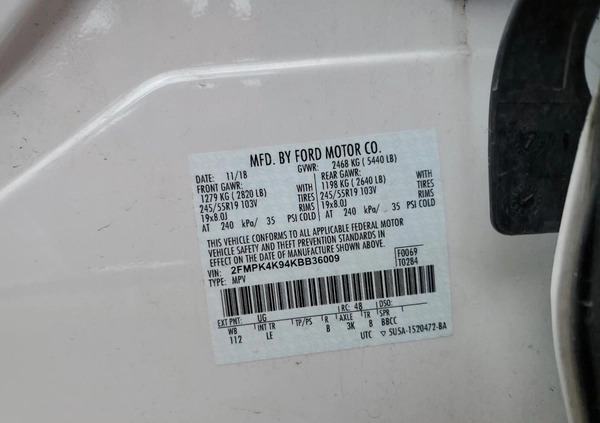 MFD. BY FORD MOTOR CO.
DATE: 11/18 GVWR: 2468 KG ( 5440 LB)
FRONT GAWR: REAR GAWR:
1279 KG ( 2820 LB) WITH 1198 KG ( 2640 LB) WITH
245/55R19 103V TIRES 245/55R19 103V TIRES
19x8.0J RIMS 19x8.0J RIMS
AT 240 kPa/ 35 PSI COLD AT 240 kPa/ 35 PSI COLD
THIS VEHICLE CONFORMS TO ALL APPLICABLE FEDERAL MOTOR
VEHICLE SAFETY AND THEFT PREVENTION STANDARDS IN
EFFECT ON THE DATE OF MANUFACTURE SHOWN ABOVE.
VIN: 2FMPK4K94KBB36009 F0069
TYPE: MPV T0284
EXT PNT: UG RC: 48 DSO:
WB INT TR TP/PS R AXLE TR SPR
112 LE B 3K 8 BBCC
UTC ▽ 5U5A-1520472-BA